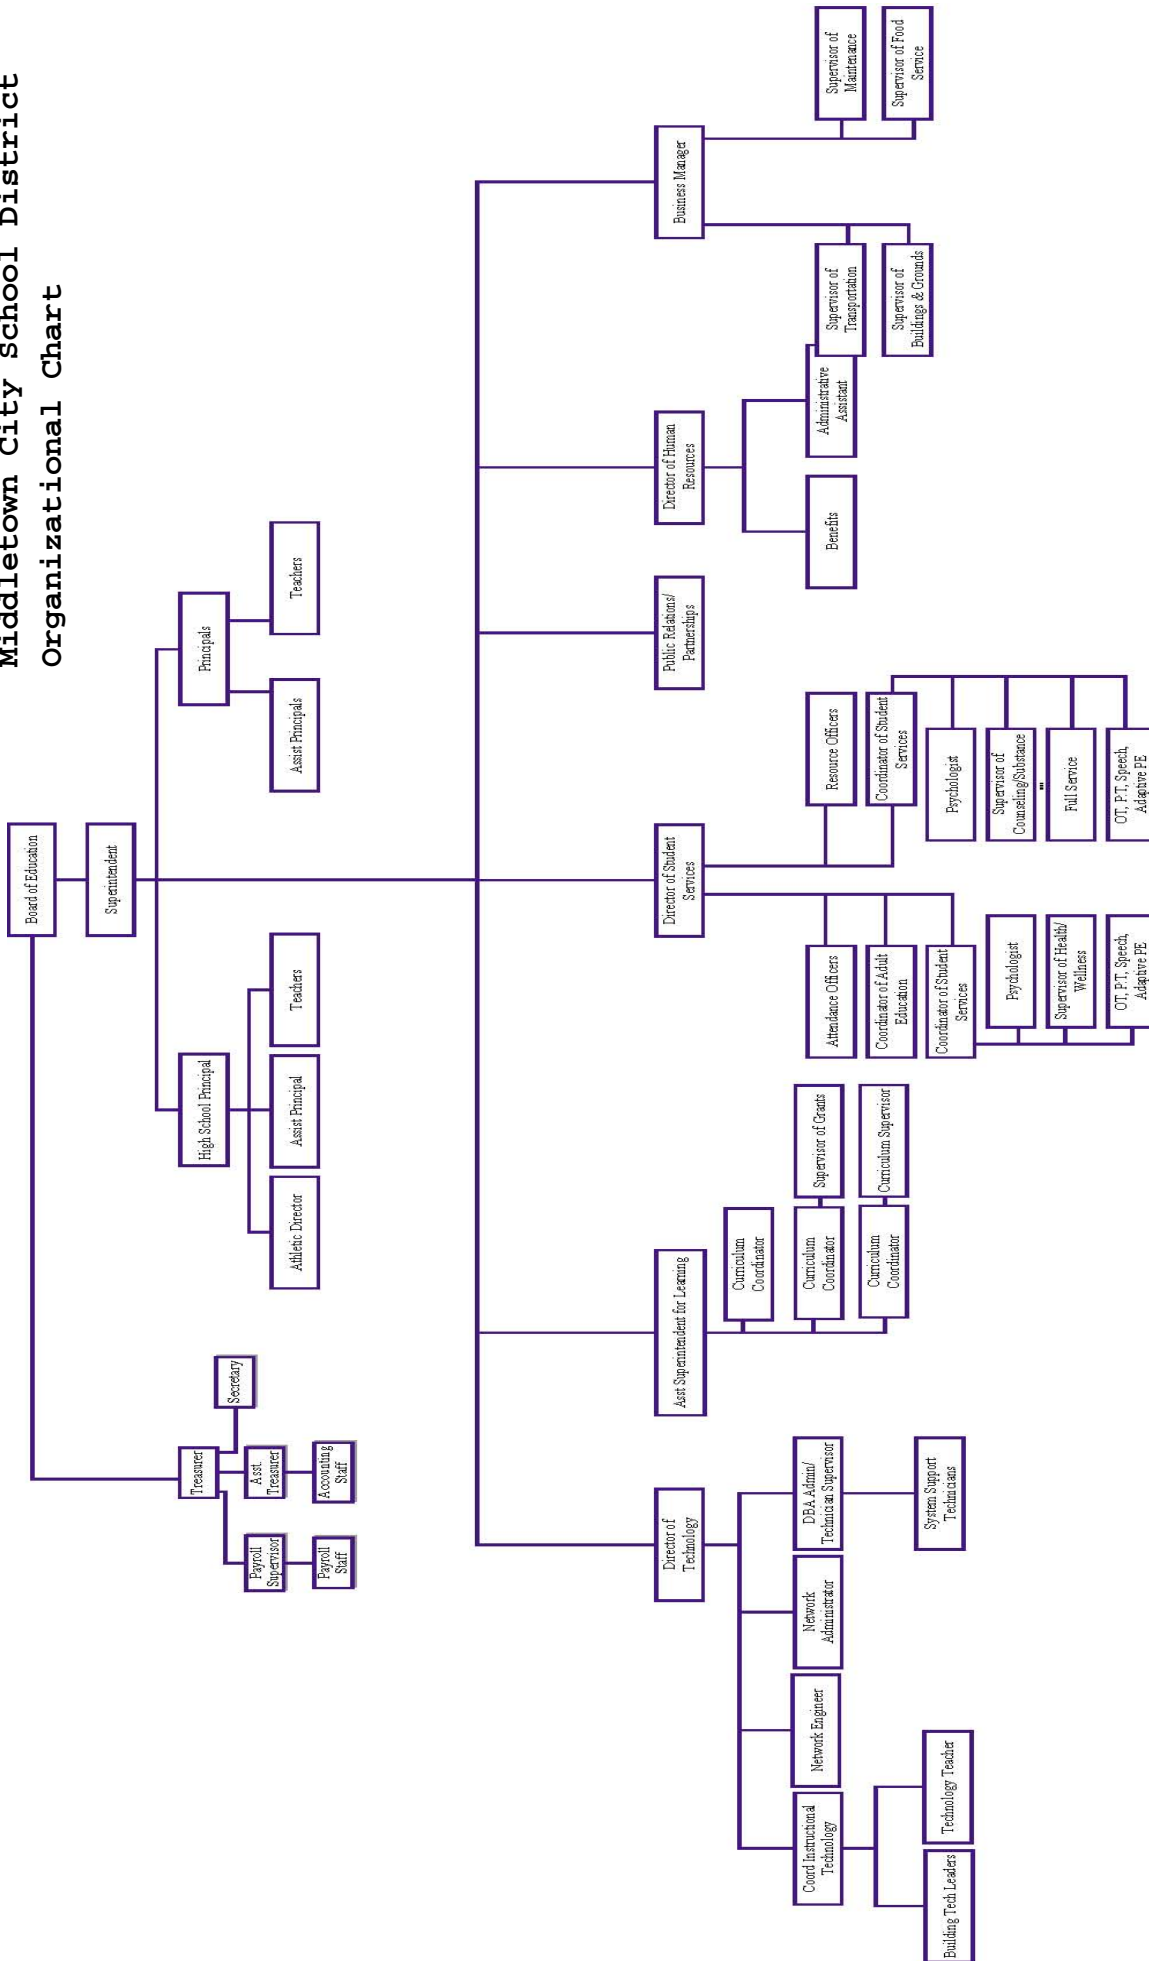 Middletown City School District
Organizational Chart
Board of Education
Superintendent
Treasurer
Secretary
Payroll
Supervisor
Asst.
Treasurer
Payroll
Staff
Accounting
Staff
High School Principal
Athletic Director
Assist Principal
Teachers
Principals
Assist Principals
Teachers
Director of
Technology
Asst Superintendent for Learning
Director of Student
Services
Public Relations/
Partnerships
Director of Human
Resources
Business Manager
Coord Instructional
Technology
Network Engineer
Network
Administrator
DBA Admin/
Technician Supervisor
Building Tech Leaders
Technology Teacher
System Support
Technicians
Curriculum
Coordinator
Curriculum
Coordinator
Supervisor of Grants
Curriculum
Coordinator
Curriculum Supervisor
Attendance Officers
Coordinator of Adult
Education
Coordinator of Student
Services
Psychologist
Supervisor of Health/
Wellness
OT, P.T, Speech,
Adaptive PE
Resource Officers
Coordinator of Student
Services
Psychologist
Supervisor of
Counseling/Substance
Full Service
OT, P.T, Speech,
Adaptive PE
Benefits
Administrative
Assistant
Supervisor of
Transportation
Supervisor of
Buildings & Grounds
Supervisor of
Maintenance
Supervisor of Food
Service